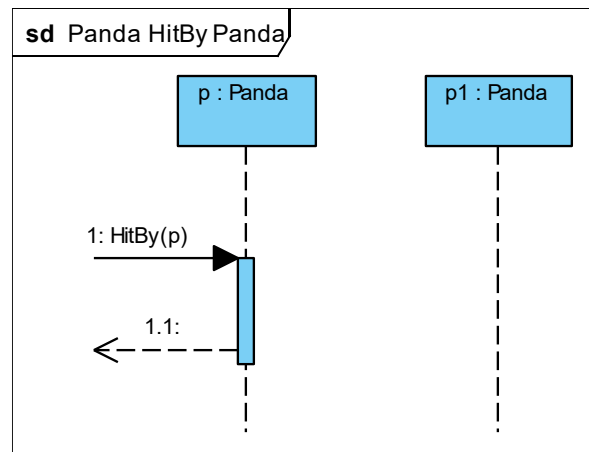 sd Panda HitBy Panda
p : Panda
p1 : Panda
1: HitBy(p)
1.1: